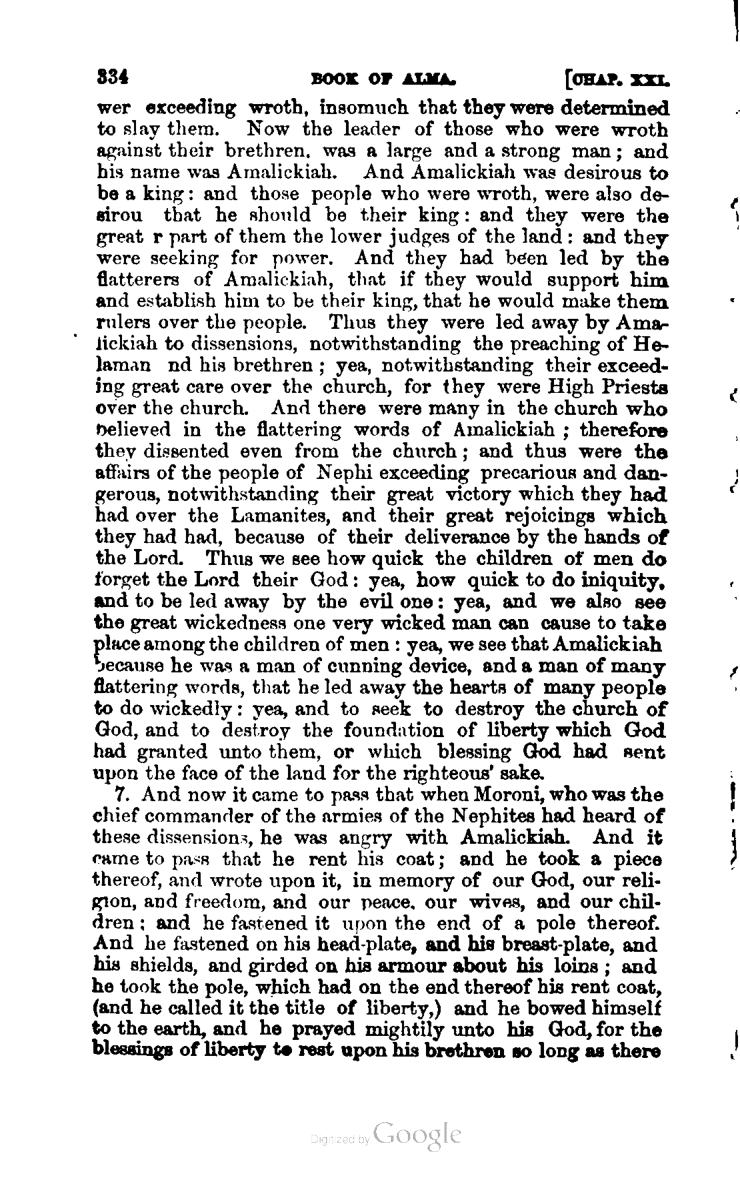 334 BOOK OF ALMA. [CHAP. XXI.
wer exceeding wroth, insomuch that they were determined
to slay them. Now the leader of those who were wroth
against their brethren, was a large and a strong man; and
his name was Amalickiah. And Amalickiah was desirous to
be a king: and those people who were wroth, were also de-
sirou that he should be their king: and they were the
great r part of them the lower judges of the land: and they
were seeking for power. And they had been led by the
flatterers of Amalickiah, that if they would support him
and establish him to be their king, that he would make them
rulers over the people. Thus they were led away by Ama-
lickiah to dissensions, notwithstanding the preaching of He-
laman nd his brethren; yea, notwithstanding their exceed-
ing great care over the church, for they were High Priests
over the church. And there were many in the church who
believed in the flattering words of Amalickiah; therefore
they dissented even from the church; and thus were the
affairs of the people of Nephi exceeding precarious and dan-
gerous, notwithstanding their great victory which they had
had over the Lamanites, and their great rejoicings which
they had had, because of their deliverance by the hands of
the Lord. Thus we see how quick the children of men do
forget the Lord their God: yea, how quick to do iniquity,
and to be led away by the evil one: yea, and we also see
the great wickedness one very wicked man can cause to take
place among the children of men: yea, we see that Amalickiah
because he was a man of cunning device, and a man of many
flattering words, that he led away the hearts of many people
to do wickedly: yea, and to seek to destroy the church of
God, and to destroy the foundation of liberty which God
had granted unto them, or which blessing God had sent
upon the face of the land for the righteous' sake.
7. And now it came to pass that when Moroni, who was the
chief commander of the armies of the Nephites had heard of
these dissensions, he was angry with Amalickiah. And it
came to pass that he rent his coat; and he took a piece
thereof, and wrote upon it, in memory of our God, our reli-
gion, and freedom, and our peace, our wives, and our chil-
dren; and he fastened it upon the end of a pole thereof.
And he fastened on his head-plate, and his breast-plate, and
his shields, and girded on his armour about his loins; and
he took the pole, which had on the end thereof his rent coat,
(and he called it the title of liberty,) and he bowed himself
to the earth, and he prayed mightily unto his God, for the
blessings of liberty to rest upon his brethren so long as there
Digitized by Google